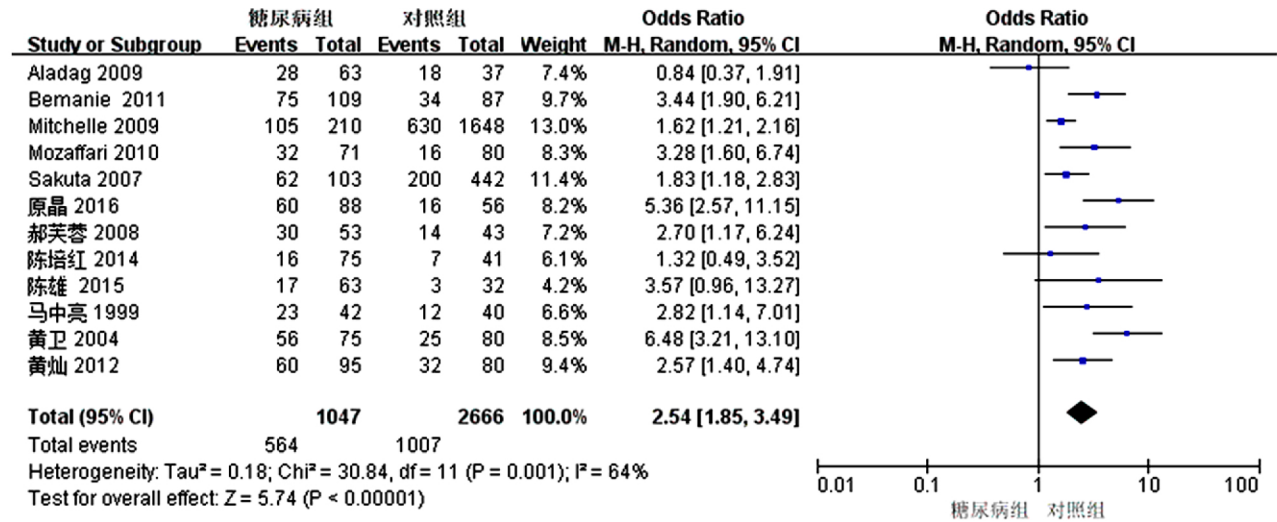 糖尿病组 对照组 Odds Ratio Odds Ratio
Study or Subgroup Events Total Events Total Weight M-H, Random, 95% CI M-H, Random, 95% CI
Aladag 2009 28 63 18 37 7.4% 0.84 [0.37, 1.91]
Bemanie 2011 75 109 34 87 9.7% 3.44 [1.90, 6.21]
Mitchelle 2009 105 210 630 1648 13.0% 1.62 [1.21, 2.16]
Mozaffari 2010 32 71 16 80 8.3% 3.28 [1.60, 6.74]
Sakuta 2007 62 103 200 442 11.4% 1.83 [1.18, 2.83]
原晶 2016 60 88 16 56 8.2% 5.36 [2.57, 11.15]
郝芙蓉 2008 30 53 14 43 7.2% 2.70 [1.17, 6.24]
陈培红 2014 16 75 7 41 6.1% 1.32 [0.49, 3.52]
陈雄 2015 17 63 3 32 4.2% 3.57 [0.96, 13.27]
马中亮 1999 23 42 12 40 6.6% 2.82 [1.14, 7.01]
黄卫 2004 56 75 25 80 8.5% 6.48 [3.21, 13.10]
黄灿 2012 60 95 32 80 9.4% 2.57 [1.40, 4.74]
Total (95% CI) 1047 2666 100.0% 2.54 [1.85, 3.49]
Total events 564 1007
Heterogeneity: Tau² = 0.18; Chi² = 30.84, df = 11 (P = 0.001); I² = 64%
Test for overall effect: Z = 5.74 (P < 0.00001)
0.01 0.1 1 10 100
糖尿病组 对照组